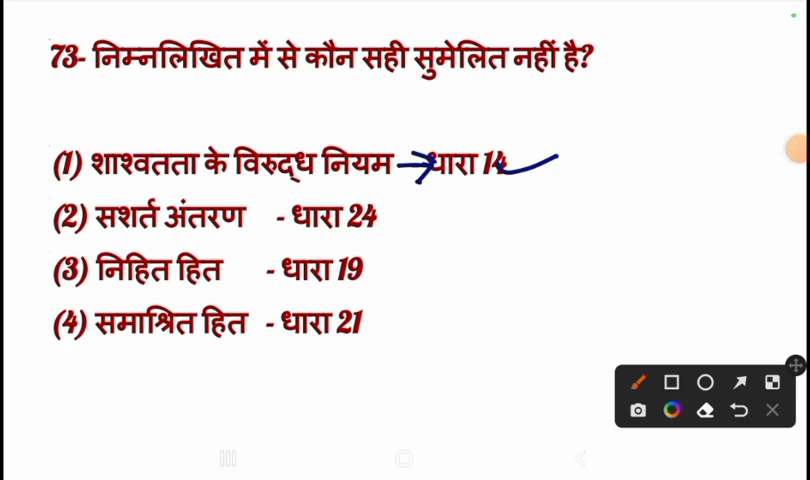 73- निम्नलिखित में से कौन सही सुमेलित नहीं है?
(1) शाश्वतता के विरुद्ध नियम - धारा 14
(2) सशर्त अंतरण - धारा 24
(3) निहित हित - धारा 19
(4) समाश्रित हित - धारा 21